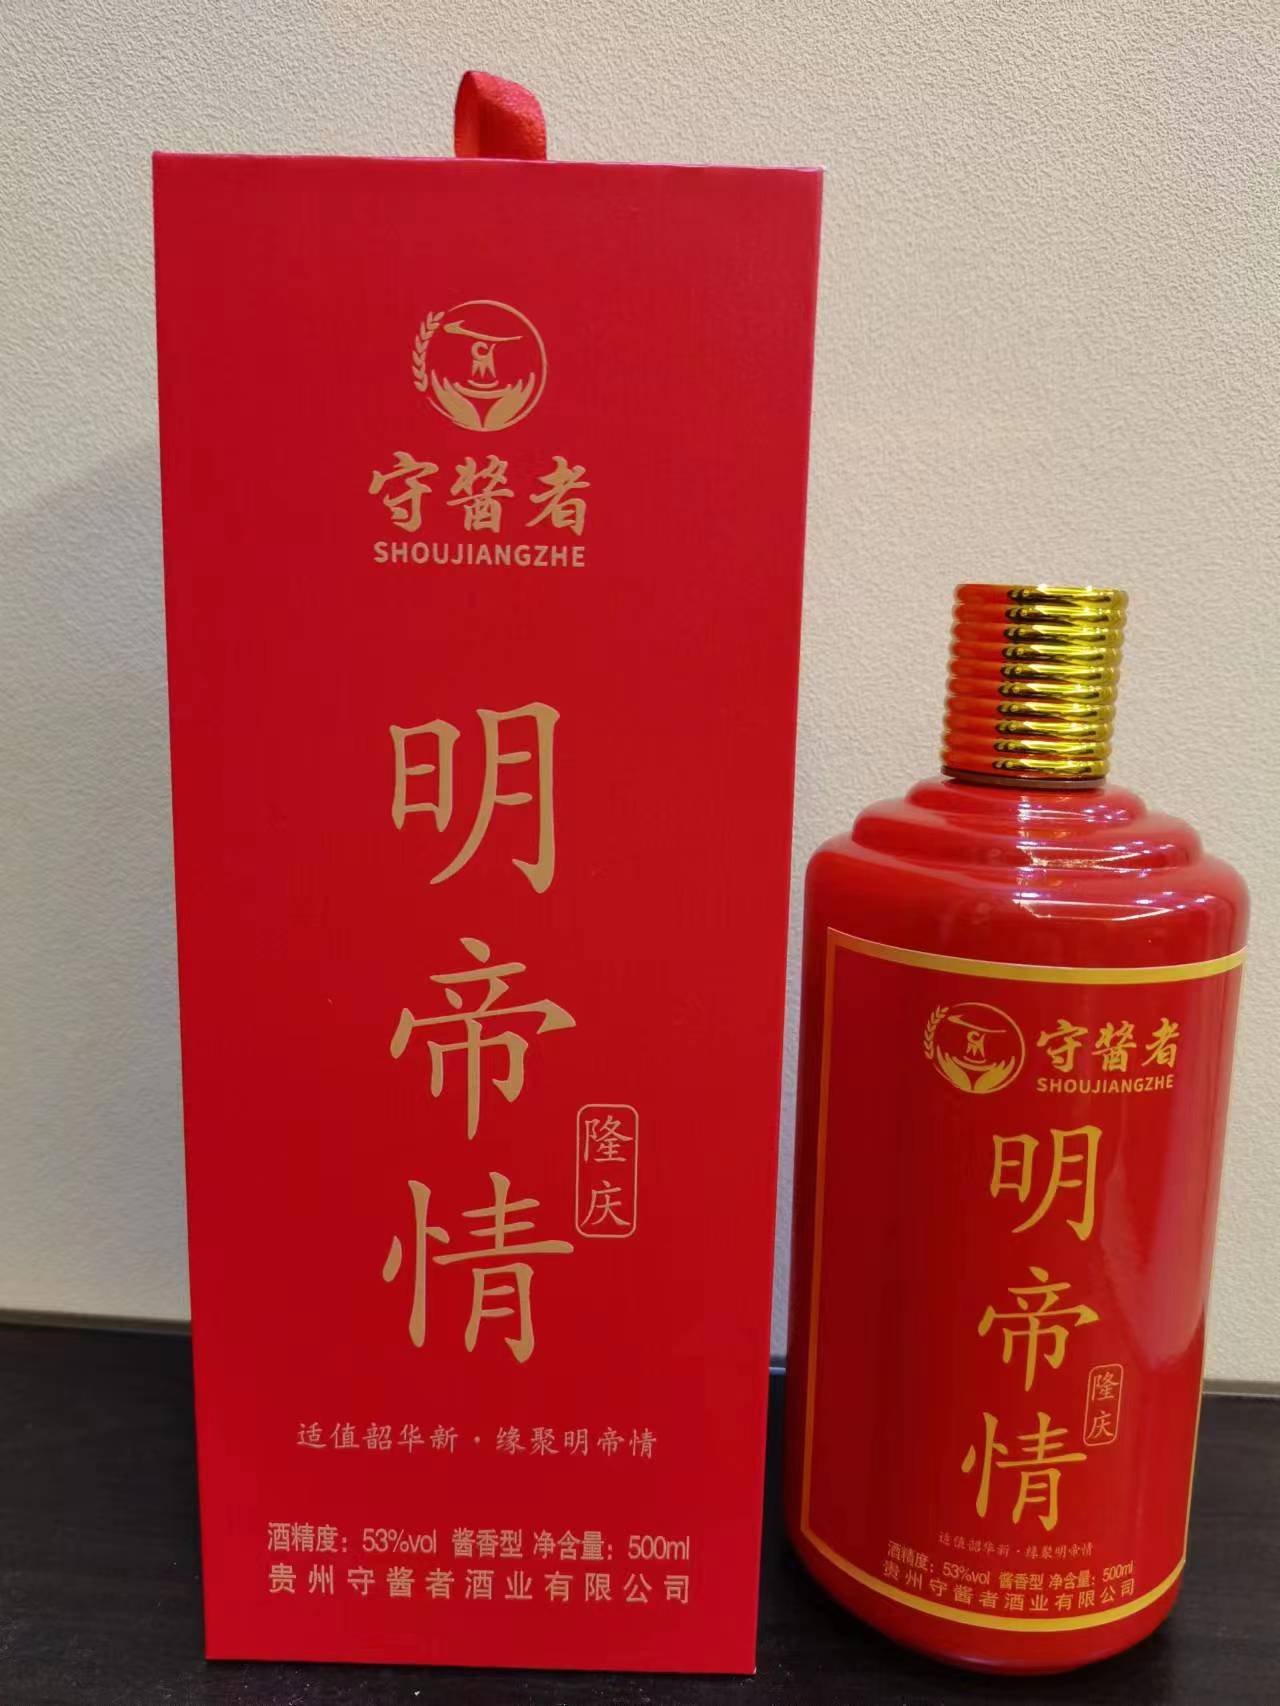 守酱者
SHOUJIANGZHE
明帝情
隆庆
适值韶华新·缘聚明帝情
酒精度：53%vol 酱香型 净含量：500ml
贵州守酱者酒业有限公司
守酱者
SHOUJIANGZHE
明帝情
隆庆
适值韶华新·缘聚明帝情
酒精度：53%vol 酱香型 净含量：500ml
贵州守酱者酒业有限公司